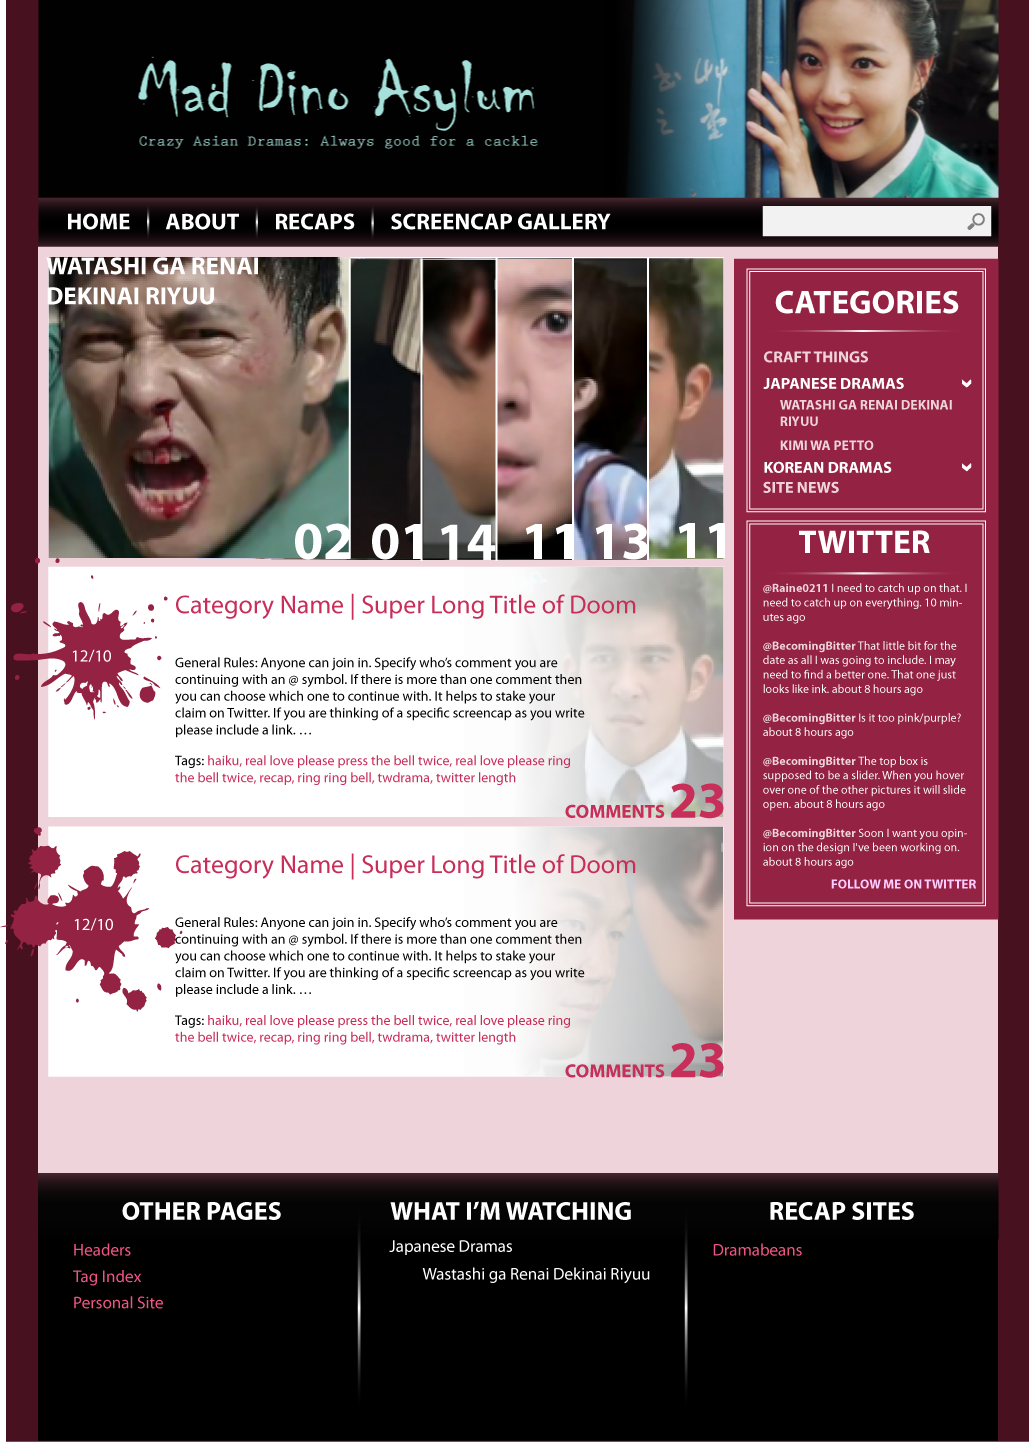 Mad Dino Asylum
Crazy Asian Dramas: Always good for a cackle
HOME
ABOUT
RECAPS
SCREENCAP GALLERY
WATASHI GA RENAI
DEKINAI RIYUU
02
01
14
11
13
11
12/10
Category Name | Super Long Title of Doom
General Rules: Anyone can join in. Specify who's comment you are
continuing with an @ symbol. If there is more than one comment then
you can choose which one to continue with. It helps to stake your
claim on Twitter. If you are thinking of a specific screencap as you write
please include a link. …
Tags: haiku, real love please press the bell twice, real love please ring
the bell twice, recap, ring ring bell, twdrama, twitter length
COMMENTS 23
12/10
Category Name | Super Long Title of Doom
General Rules: Anyone can join in. Specify who's comment you are
continuing with an @ symbol. If there is more than one comment then
you can choose which one to continue with. It helps to stake your
claim on Twitter. If you are thinking of a specific screencap as you write
please include a link. …
Tags: haiku, real love please press the bell twice, real love please ring
the bell twice, recap, ring ring bell, twdrama, twitter length
COMMENTS 23
CATEGORIES
CRAFT THINGS
JAPANESE DRAMAS
WATASHI GA RENAI DEKINAI
RIYUU
KIMI WA PETTO
KOREAN DRAMAS
SITE NEWS
TWITTER
@Raine0211 I need to catch up on that. I
need to catch up on everything. 10 min-
utes ago
@BecomingBitter That little bit for the
date as all I was going to include. I may
need to find a better one. That one just
looks like ink. about 8 hours ago
@BecomingBitter Is it too pink/purple?
about 8 hours ago
@BecomingBitter The top box is
supposed to be a slider. When you hover
over one of the other pictures it will slide
open. about 8 hours ago
@BecomingBitter Soon I want you opin-
ion on the design I've been working on.
about 8 hours ago
FOLLOW ME ON TWITTER
OTHER PAGES
Headers
Tag Index
Personal Site
WHAT I'M WATCHING
Japanese Dramas
Wastashi ga Renai Dekinai Riyuu
RECAP SITES
Dramabeans